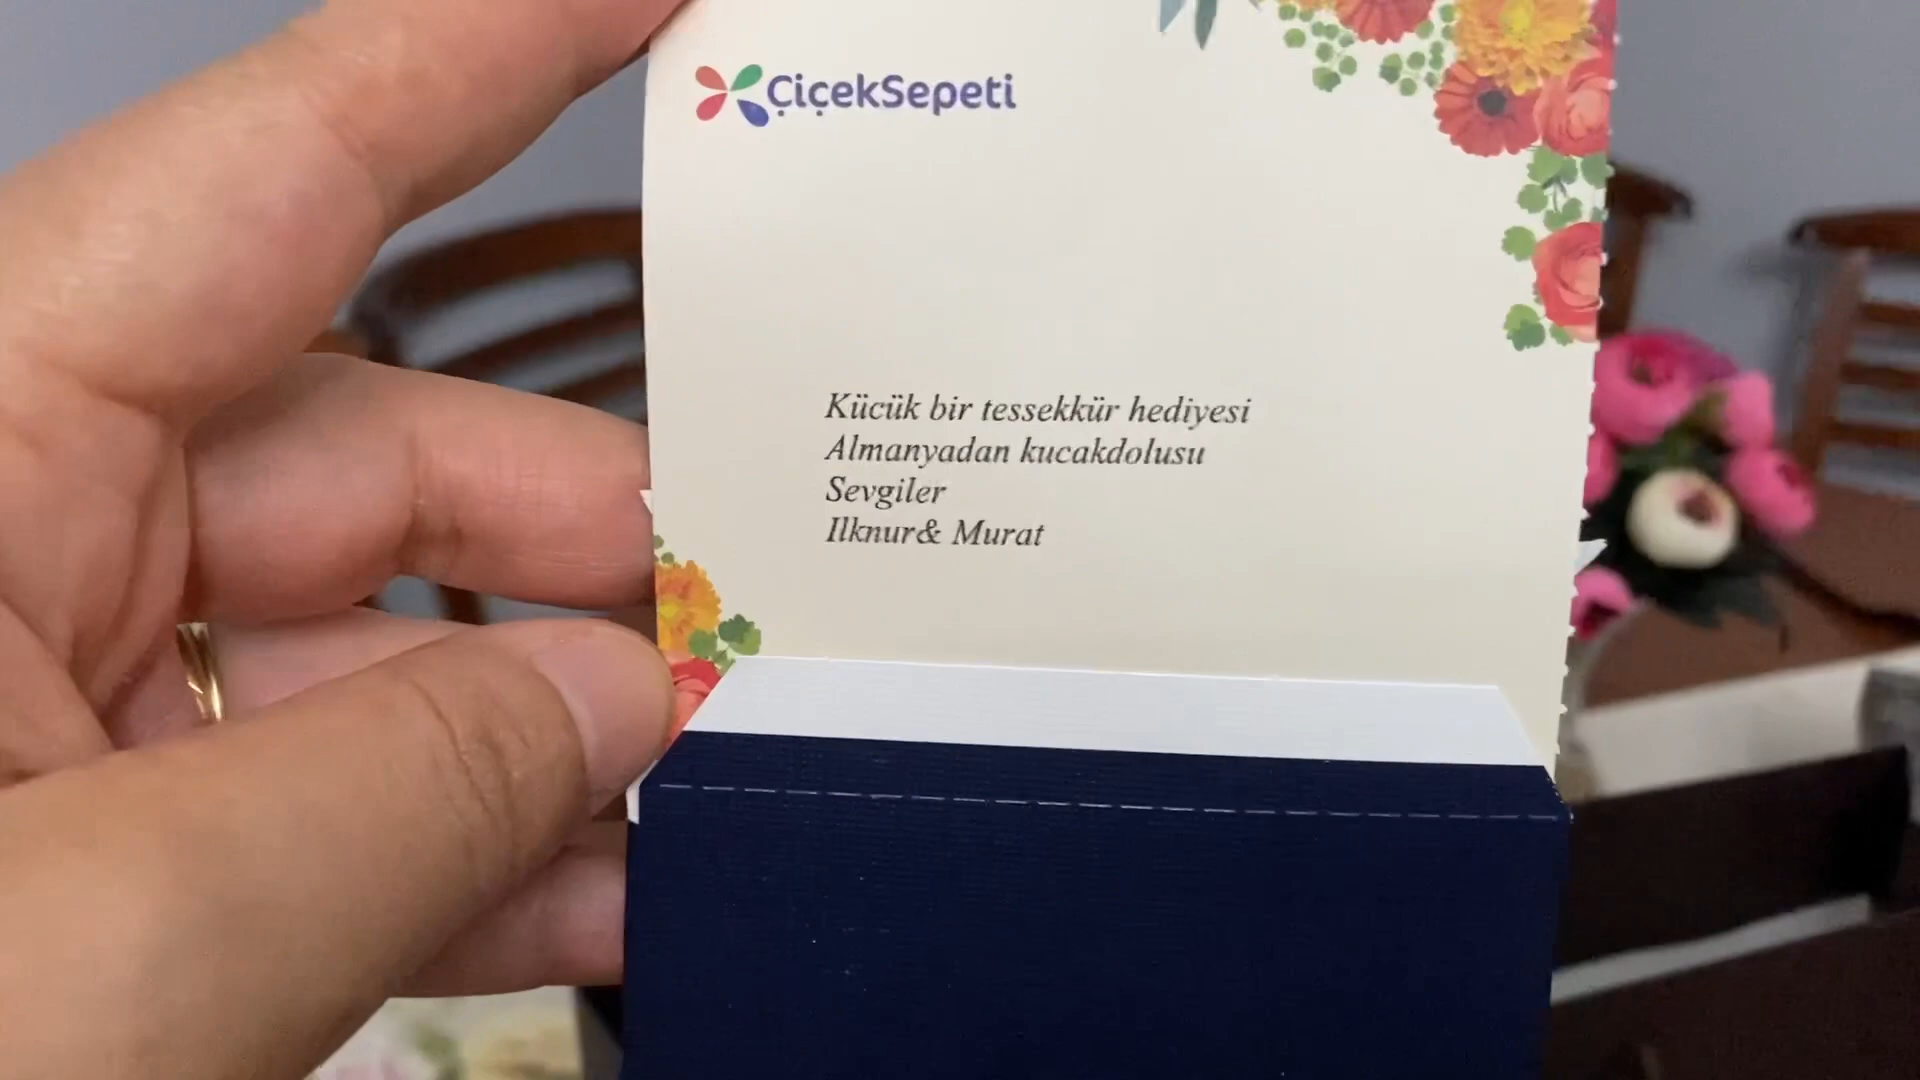 ÇiçekSepeti
Kücük bir tessekkür hediyesi
Almanyadan kucakdolusu
Sevgiler
Ilknur& Murat